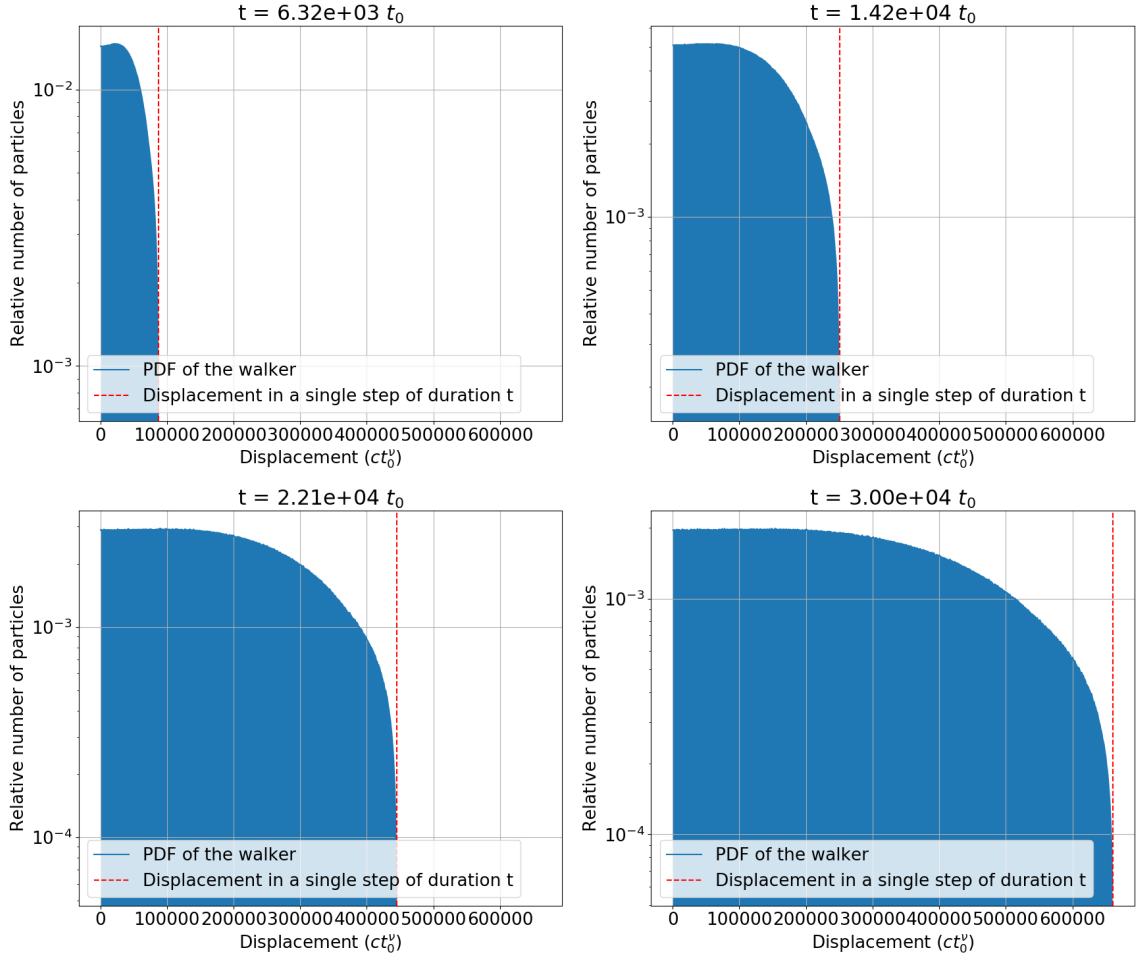 t = 6.32e+03 t₀
Relative number of particles
10⁻²
10⁻³
PDF of the walker
Displacement in a single step of duration t
0 100000 200000 300000 400000 500000 600000
Displacement (ct₀^ν)
t = 1.42e+04 t₀
Relative number of particles
10⁻³
PDF of the walker
Displacement in a single step of duration t
0 100000 200000 300000 400000 500000 600000
Displacement (ct₀^ν)
t = 2.21e+04 t₀
Relative number of particles
10⁻³
10⁻⁴
PDF of the walker
Displacement in a single step of duration t
0 100000 200000 300000 400000 500000 600000
Displacement (ct₀^ν)
t = 3.00e+04 t₀
Relative number of particles
10⁻³
10⁻⁴
PDF of the walker
Displacement in a single step of duration t
0 100000 200000 300000 400000 500000 600000
Displacement (ct₀^ν)